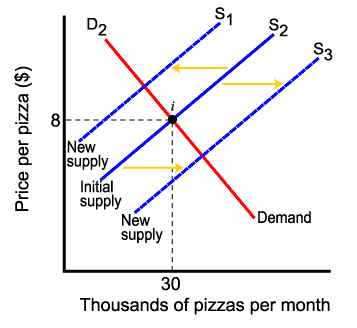 D2
S1
S2
S3
Price per pizza ($)
i
8
New
supply
Initial
supply
New
supply
Demand
30
Thousands of pizzas per month